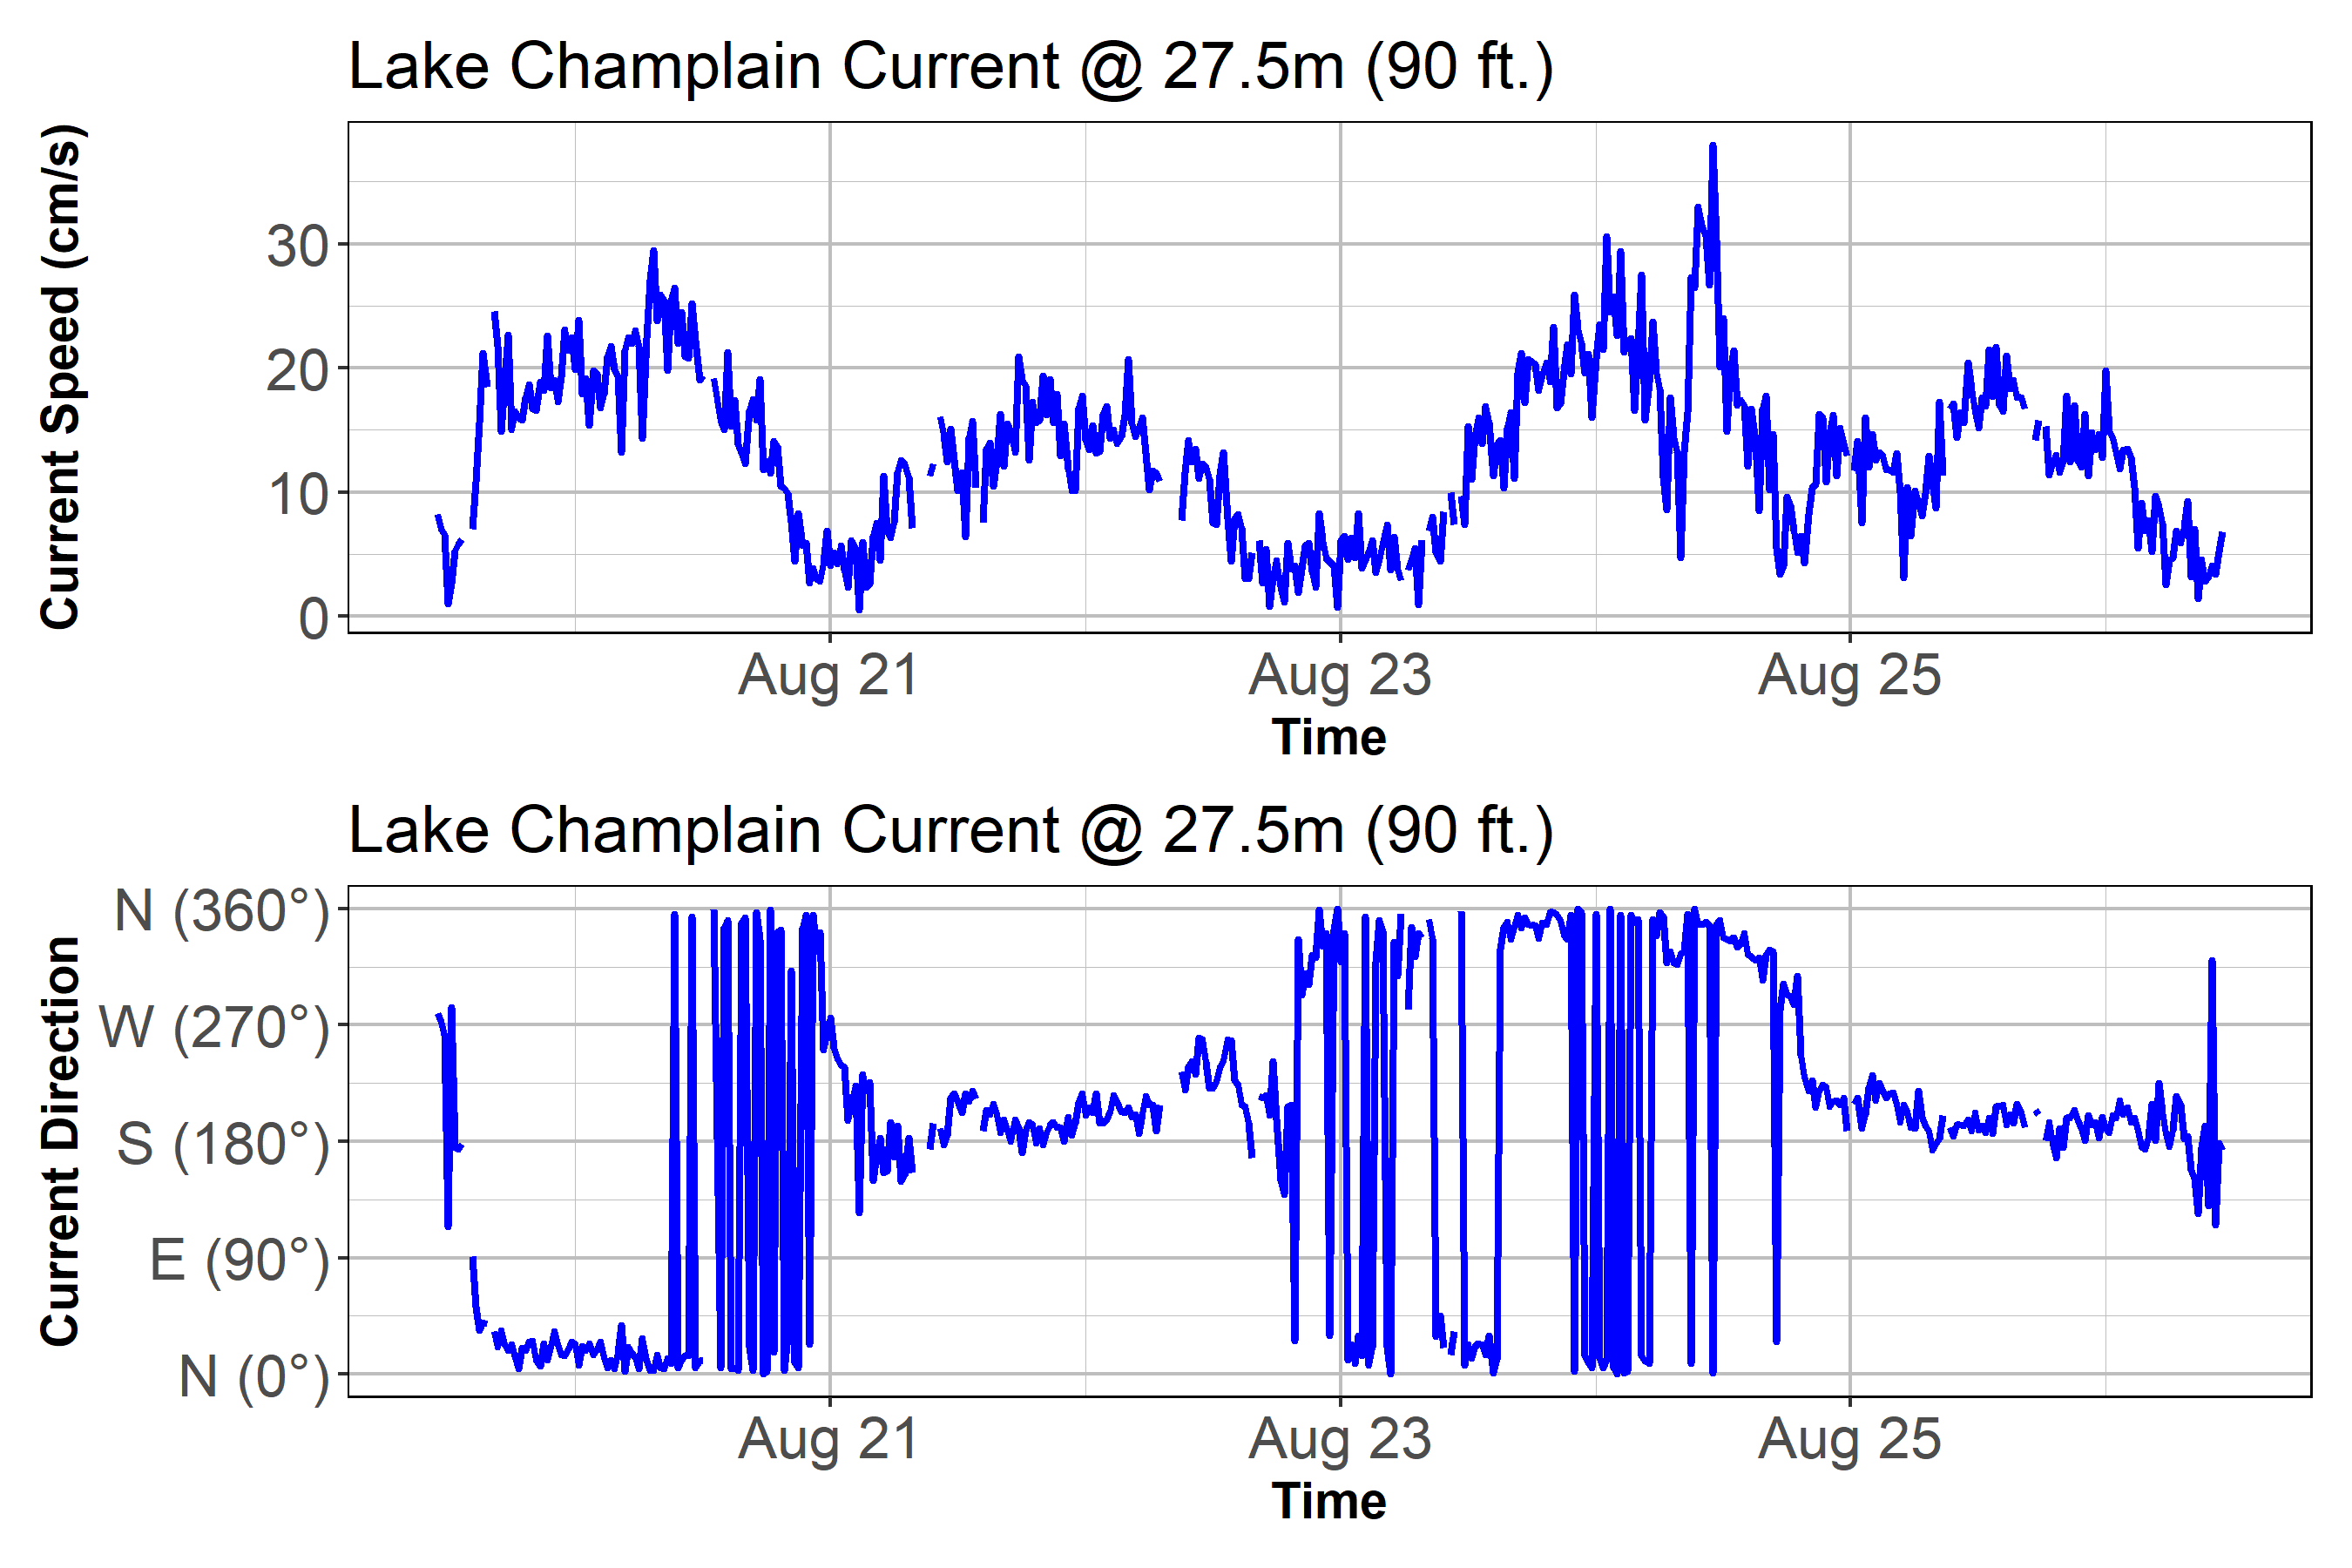 Lake Champlain Current @ 27.5m (90 ft.)
Current Speed (cm/s)
30
20
10
0
Aug 21
Aug 23
Aug 25
Time
Lake Champlain Current @ 27.5m (90 ft.)
Current Direction
N (360°)
W (270°)
S (180°)
E (90°)
N (0°)
Aug 21
Aug 23
Aug 25
Time